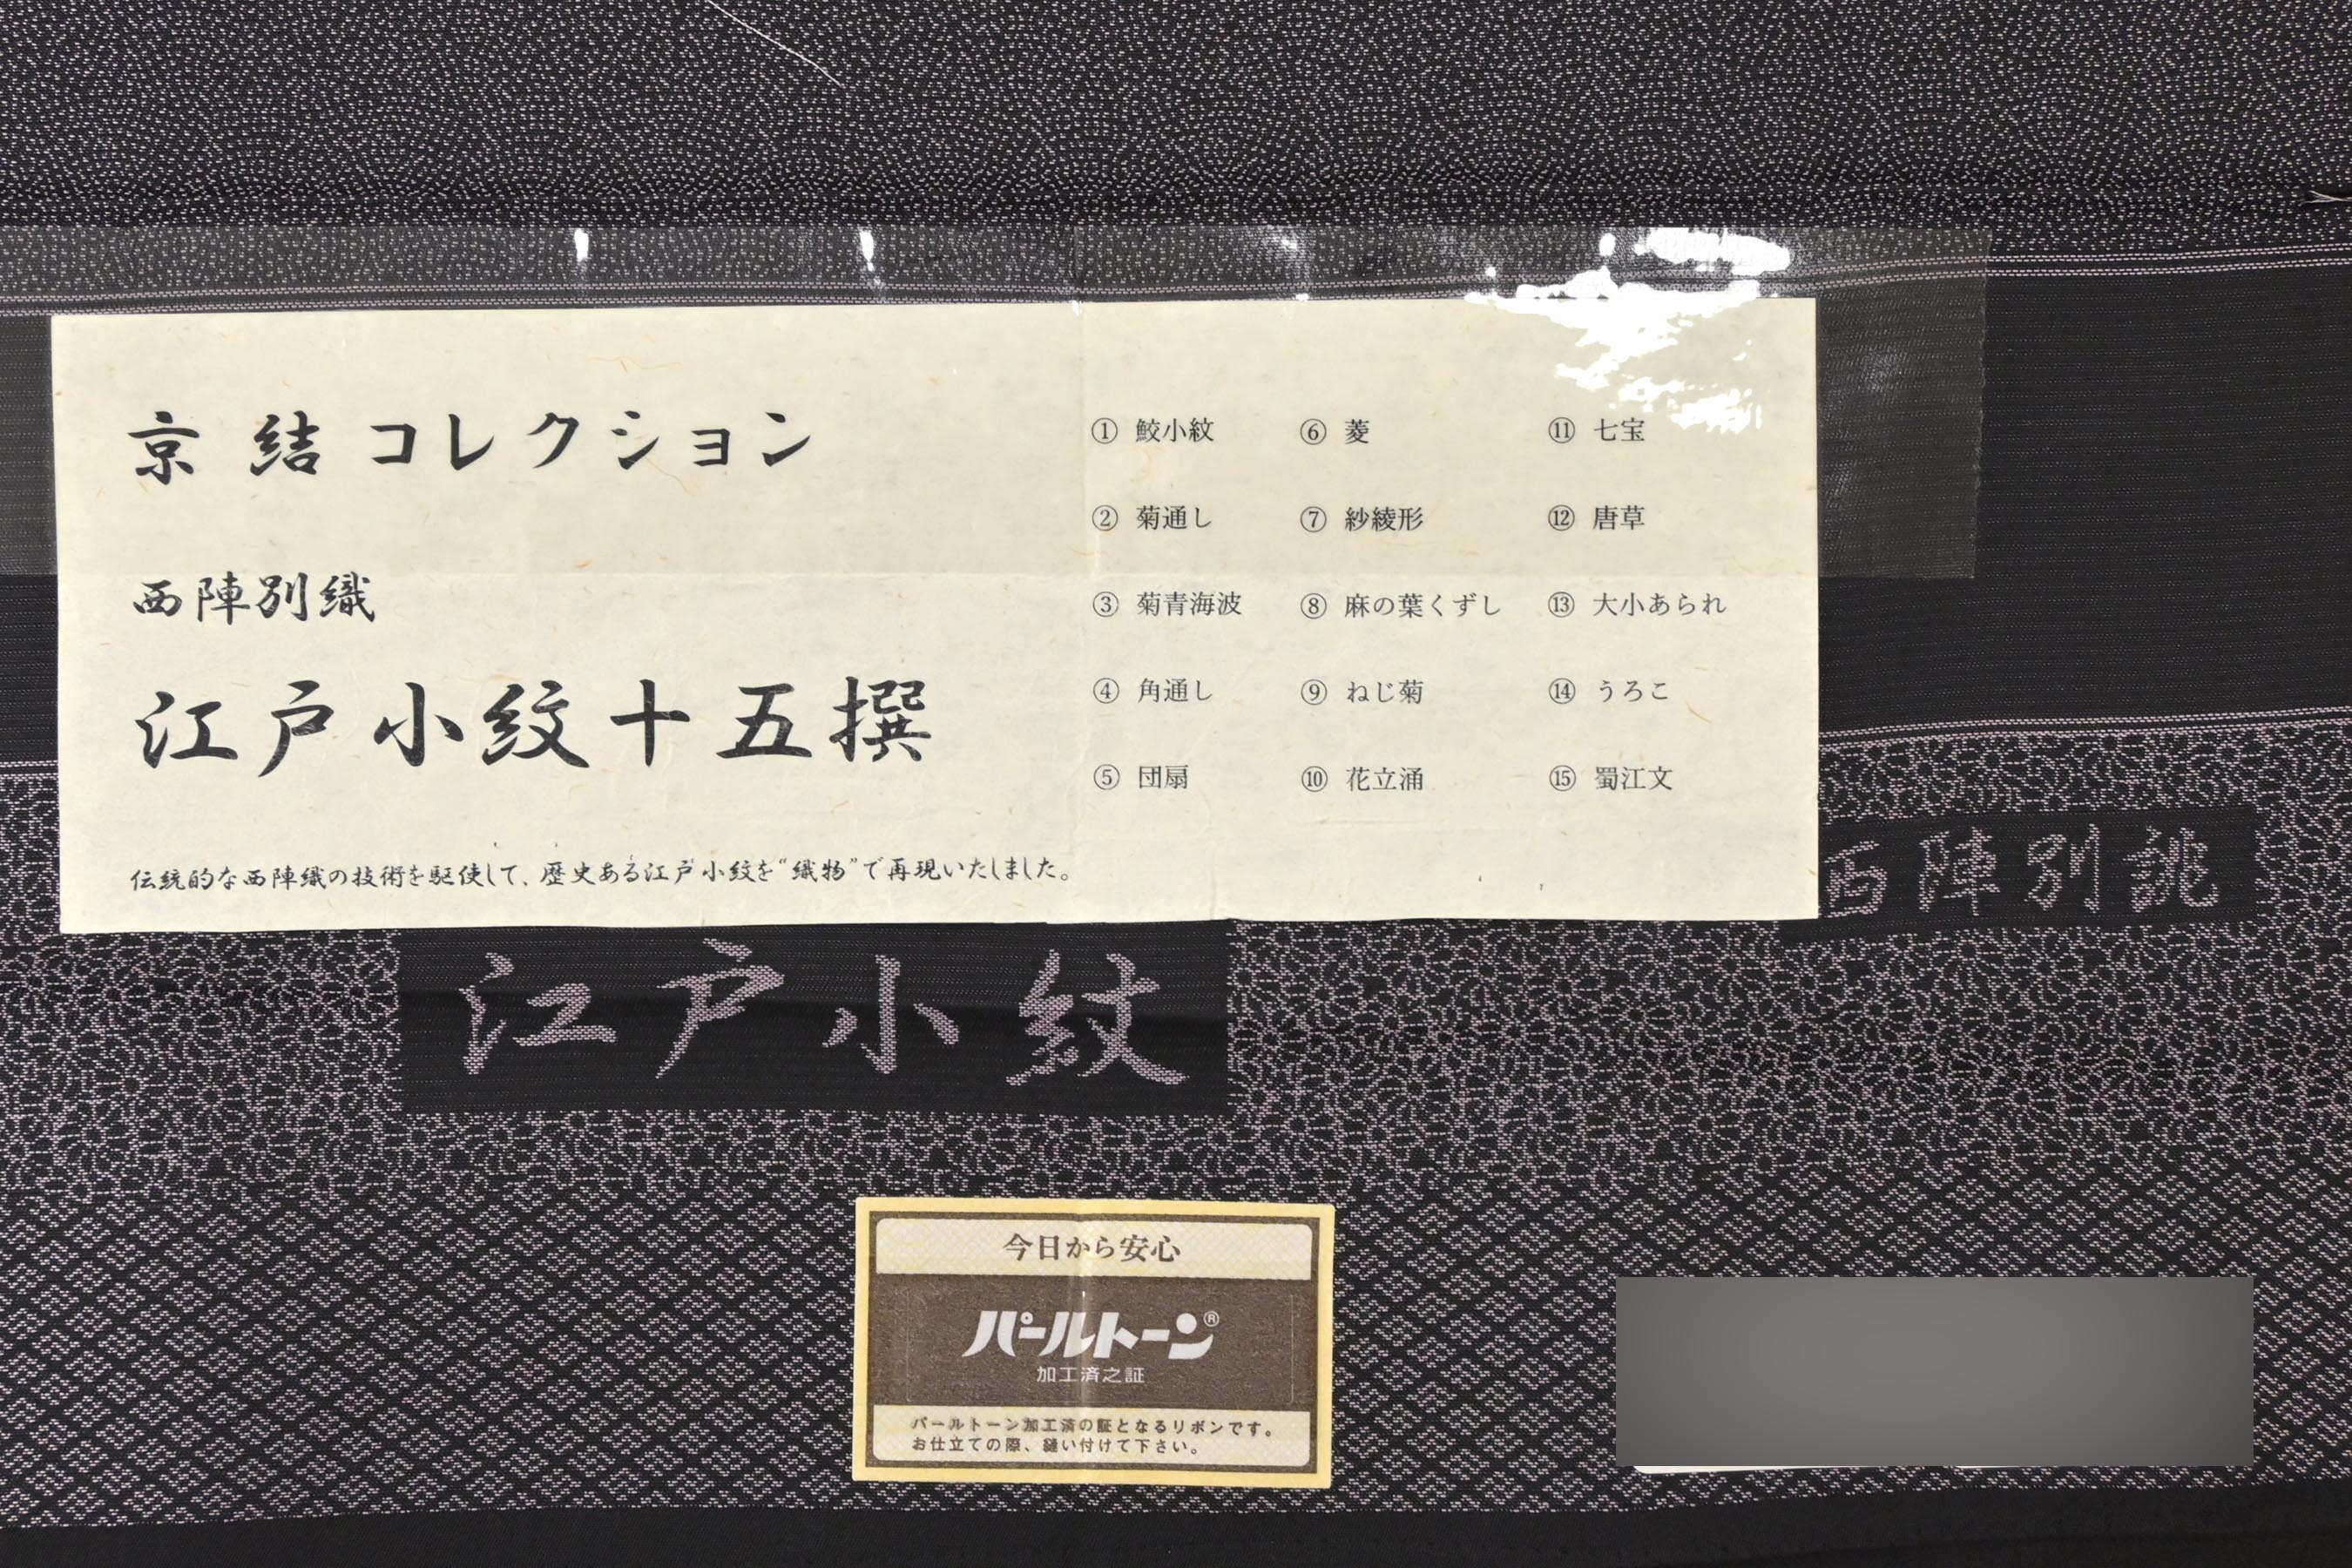 京結コレクション
西陣別織
江戸小紋十五撰
伝統的な西陣織の技術を駆使して、歴史ある江戸小紋を“織物”で再現いたしました。
① 鮫小紋
② 菊通し
③ 菊青海波
④ 角通し
⑤ 団扇
⑥ 菱
⑦ 紗綾形
⑧ 麻の葉くずし
⑨ ねじ菊
⑩ 花立涌
⑪ 七宝
⑫ 唐草
⑬ 大小あられ
⑭ うろこ
⑮ 蜀江文
西陣別誂
江戸小紋
今日から安心
パールトーン®
加工済之証
パールトーン加工済の証となるリボンです。
お仕立ての際、縫い付けて下さい。